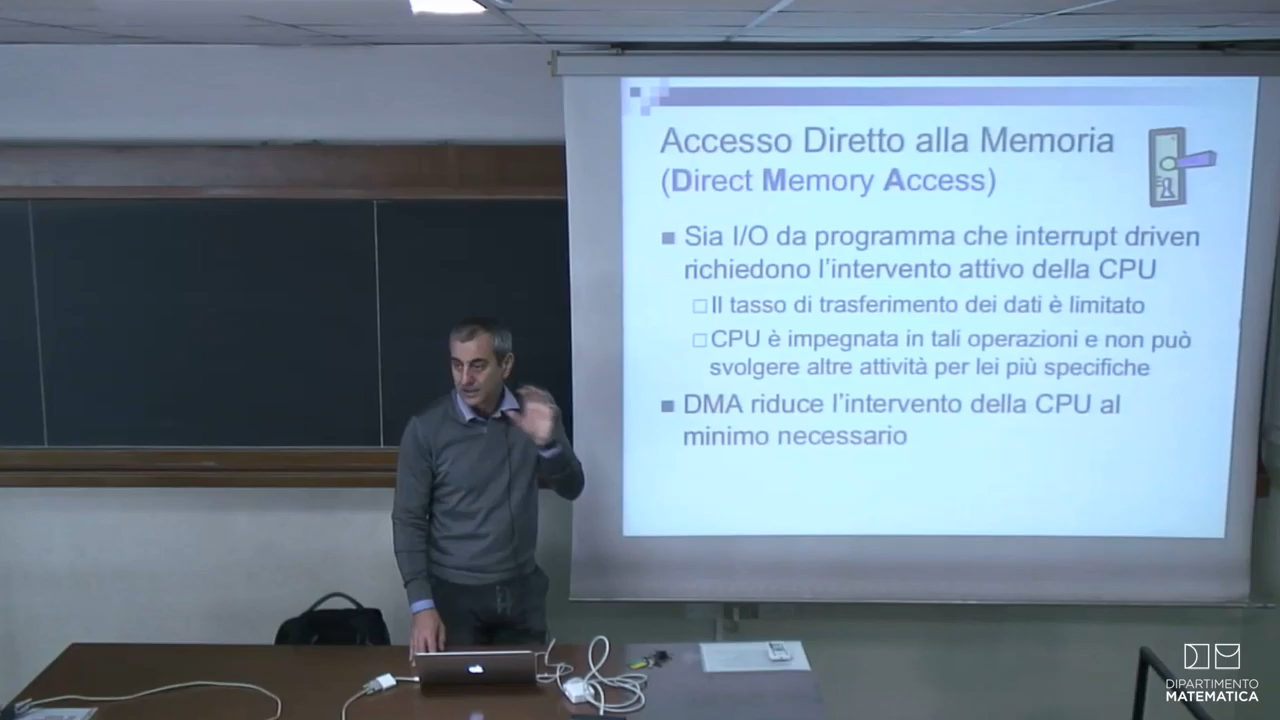 Accesso Diretto alla Memoria
(Direct Memory Access)
Sia I/O da programma che interrupt driven
richiedono l'intervento attivo della CPU
Il tasso di trasferimento dei dati è limitato
CPU è impegnata in tali operazioni e non può
svolgere altre attività per lei più specifiche
DMA riduce l'intervento della CPU al
minimo necessario
DIPARTIMENTO
MATEMATICA